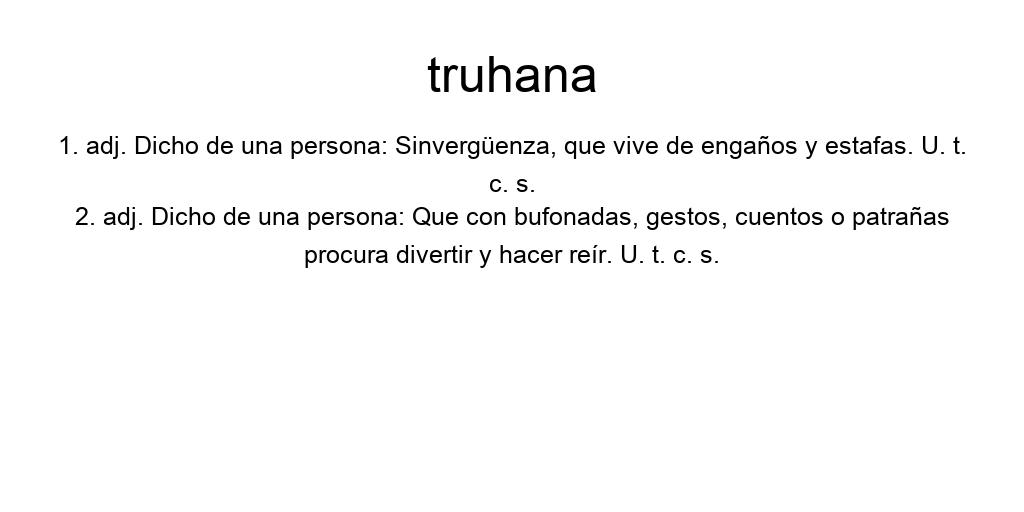 truhana
1. adj. Dicho de una persona: Sinvergüenza, que vive de engaños y estafas. U. t.
c. s.
2. adj. Dicho de una persona: Que con bufonadas, gestos, cuentos o patrañas
procura divertir y hacer reír. U. t. c. s.